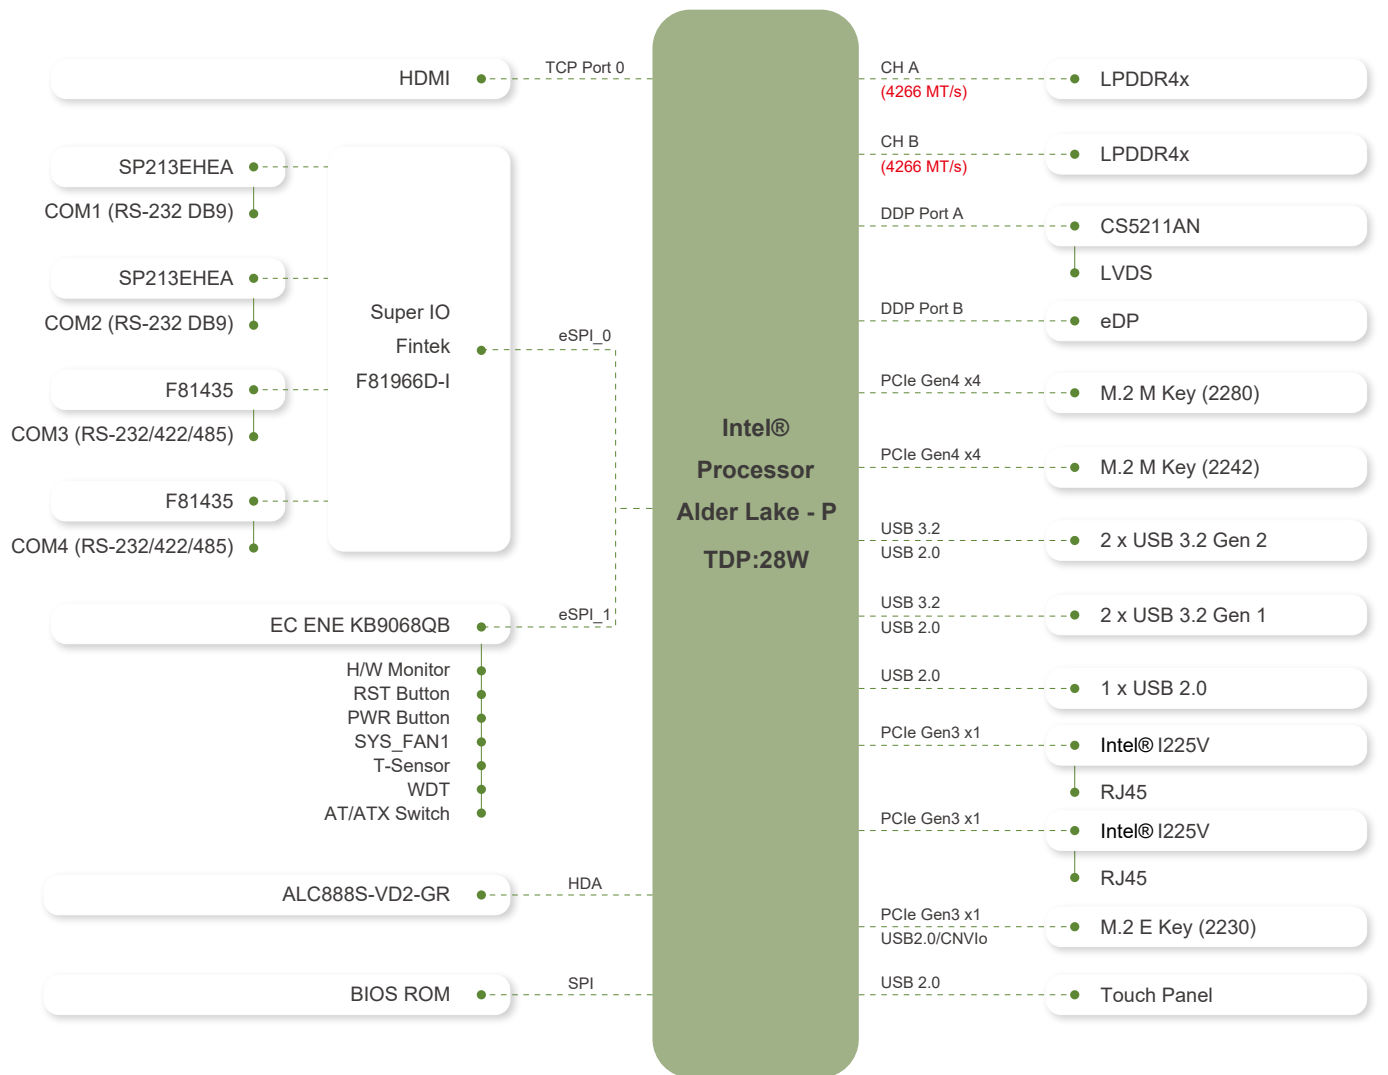 HDMI
TCP Port 0
SP213EHEA
COM1 (RS-232 DB9)
SP213EHEA
COM2 (RS-232 DB9)
F81435
COM3 (RS-232/422/485)
F81435
COM4 (RS-232/422/485)
Super IO
Fintek
F81966D-I
eSPI_0
EC ENE KB9068QB
eSPI_1
H/W Monitor
RST Button
PWR Button
SYS_FAN1
T-Sensor
WDT
AT/ATX Switch
ALC888S-VD2-GR
HDA
BIOS ROM
SPI
Intel®
Processor
Alder Lake - P
TDP:28W
CH A
(4266 MT/s)
LPDDR4x
CH B
(4266 MT/s)
LPDDR4x
DDP Port A
CS5211AN
LVDS
DDP Port B
eDP
PCIe Gen4 x4
M.2 M Key (2280)
PCIe Gen4 x4
M.2 M Key (2242)
USB 3.2
USB 2.0
2 x USB 3.2 Gen 2
USB 3.2
USB 2.0
2 x USB 3.2 Gen 1
USB 2.0
1 x USB 2.0
PCIe Gen3 x1
Intel® I225V
RJ45
PCIe Gen3 x1
Intel® I225V
RJ45
PCIe Gen3 x1
USB2.0/CNVIo
M.2 E Key (2230)
USB 2.0
Touch Panel